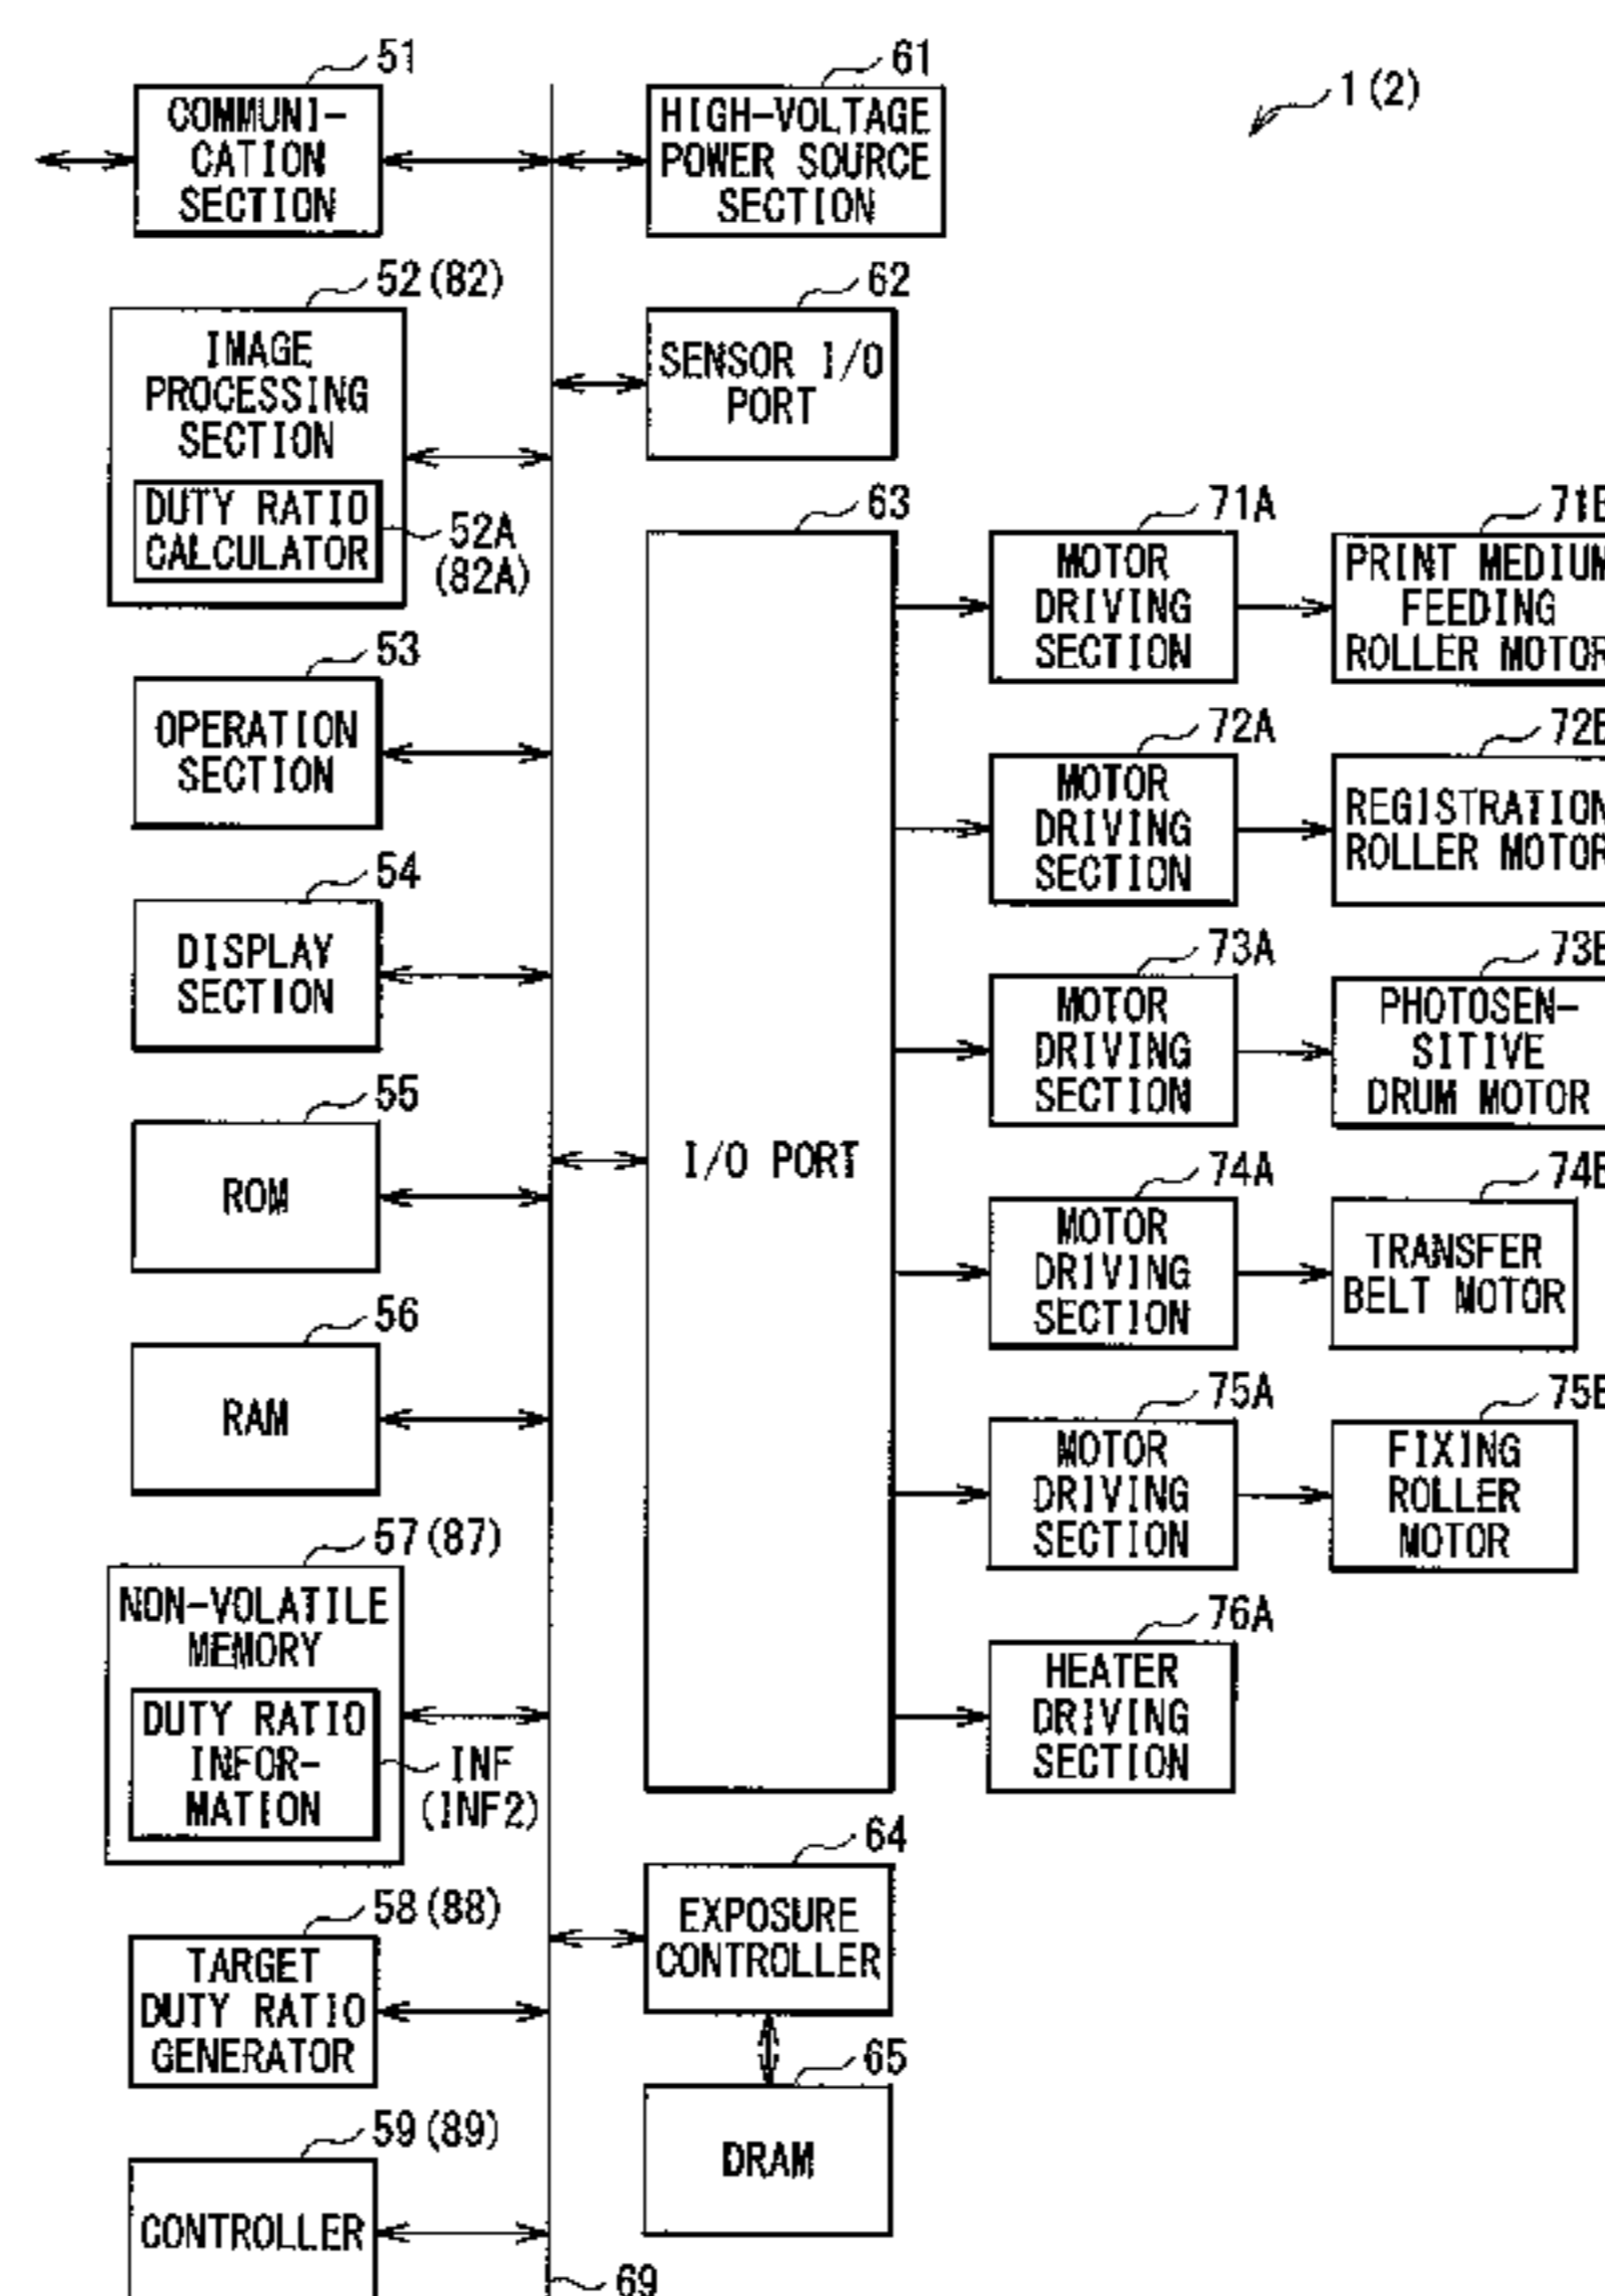 51
COMMUNI-
CATION
SECTION
61
HIGH-VOLTAGE
POWER SOURCE
SECTION
1(2)
52(82)
IMAGE
PROCESSING
SECTION
DUTY RATIO
CALCULATOR
52A
(82A)
62
SENSOR I/O
PORT
53
OPERATION
SECTION
54
DISPLAY
SECTION
55
ROM
56
RAM
57(87)
NON-VOLATILE
MEMORY
DUTY RATIO
INFOR-
MATION
INF
(INF2)
58(88)
TARGET
DUTY RATIO
GENERATOR
59(89)
CONTROLLER
69
63
I/O PORT
71A
MOTOR
DRIVING
SECTION
71B
PRINT MEDIUM
FEEDING
ROLLER MOTOR
72A
MOTOR
DRIVING
SECTION
72B
REGISTRATION
ROLLER MOTOR
73A
MOTOR
DRIVING
SECTION
73B
PHOTOSEN-
SITIVE
DRUM MOTOR
74A
MOTOR
DRIVING
SECTION
74B
TRANSFER
BELT MOTOR
75A
MOTOR
DRIVING
SECTION
75B
FIXING
ROLLER
MOTOR
76A
HEATER
DRIVING
SECTION
64
EXPOSURE
CONTROLLER
65
DRAM